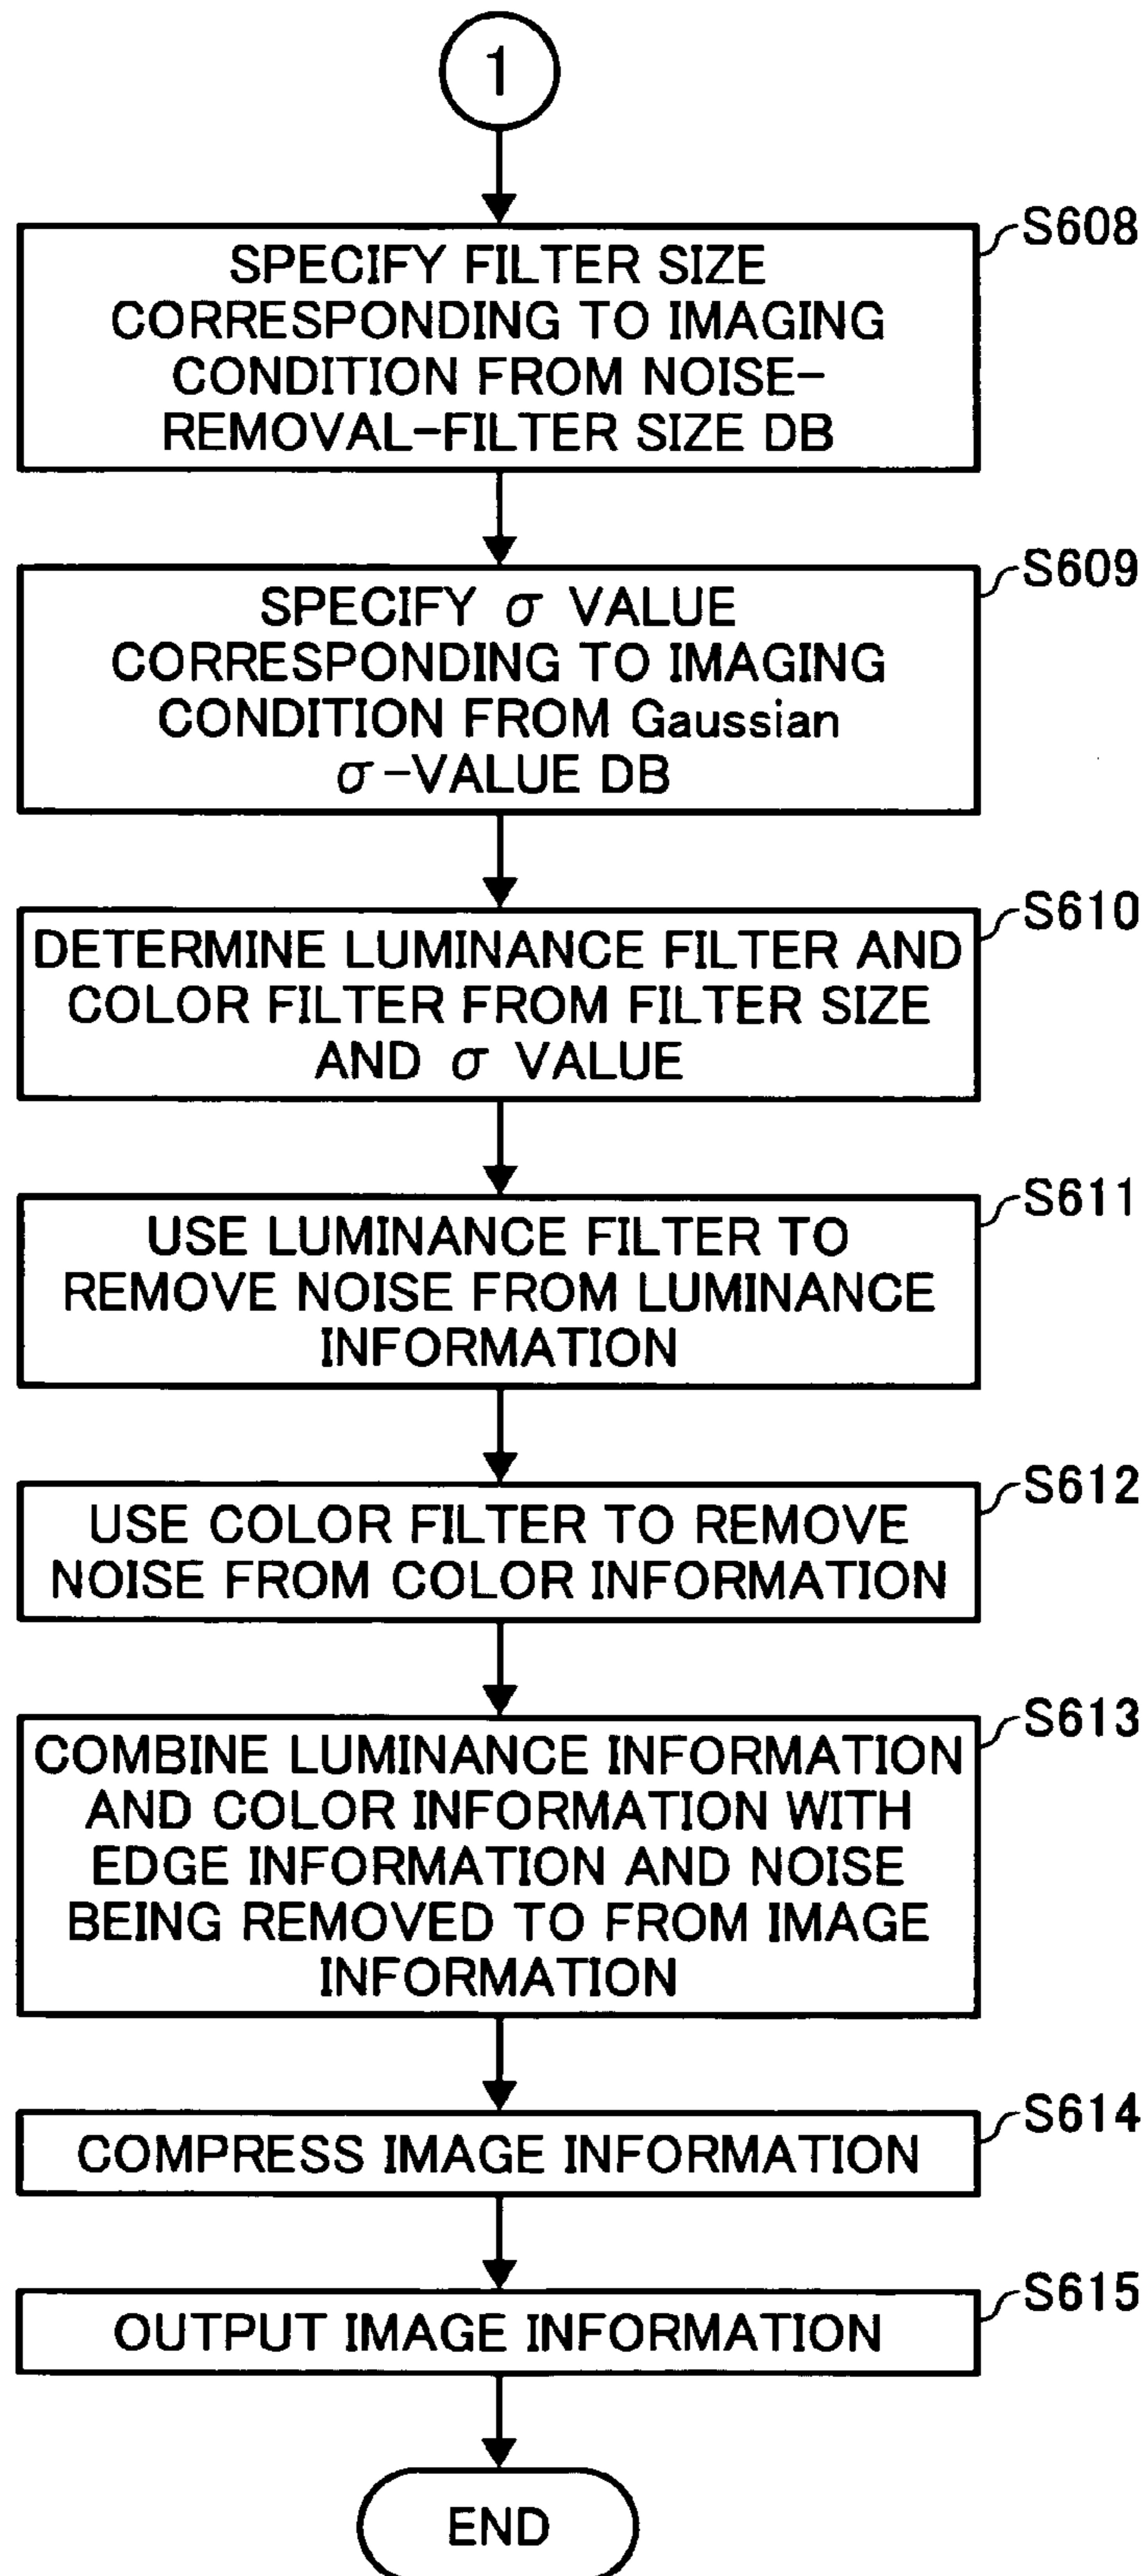 1
S608
SPECIFY FILTER SIZE
CORRESPONDING TO IMAGING
CONDITION FROM NOISE-
REMOVAL-FILTER SIZE DB
S609
SPECIFY σ VALUE
CORRESPONDING TO IMAGING
CONDITION FROM Gaussian
σ-VALUE DB
S610
DETERMINE LUMINANCE FILTER AND
COLOR FILTER FROM FILTER SIZE
AND σ VALUE
S611
USE LUMINANCE FILTER TO
REMOVE NOISE FROM LUMINANCE
INFORMATION
S612
USE COLOR FILTER TO REMOVE
NOISE FROM COLOR INFORMATION
S613
COMBINE LUMINANCE INFORMATION
AND COLOR INFORMATION WITH
EDGE INFORMATION AND NOISE
BEING REMOVED TO FROM IMAGE
INFORMATION
S614
COMPRESS IMAGE INFORMATION
S615
OUTPUT IMAGE INFORMATION
END